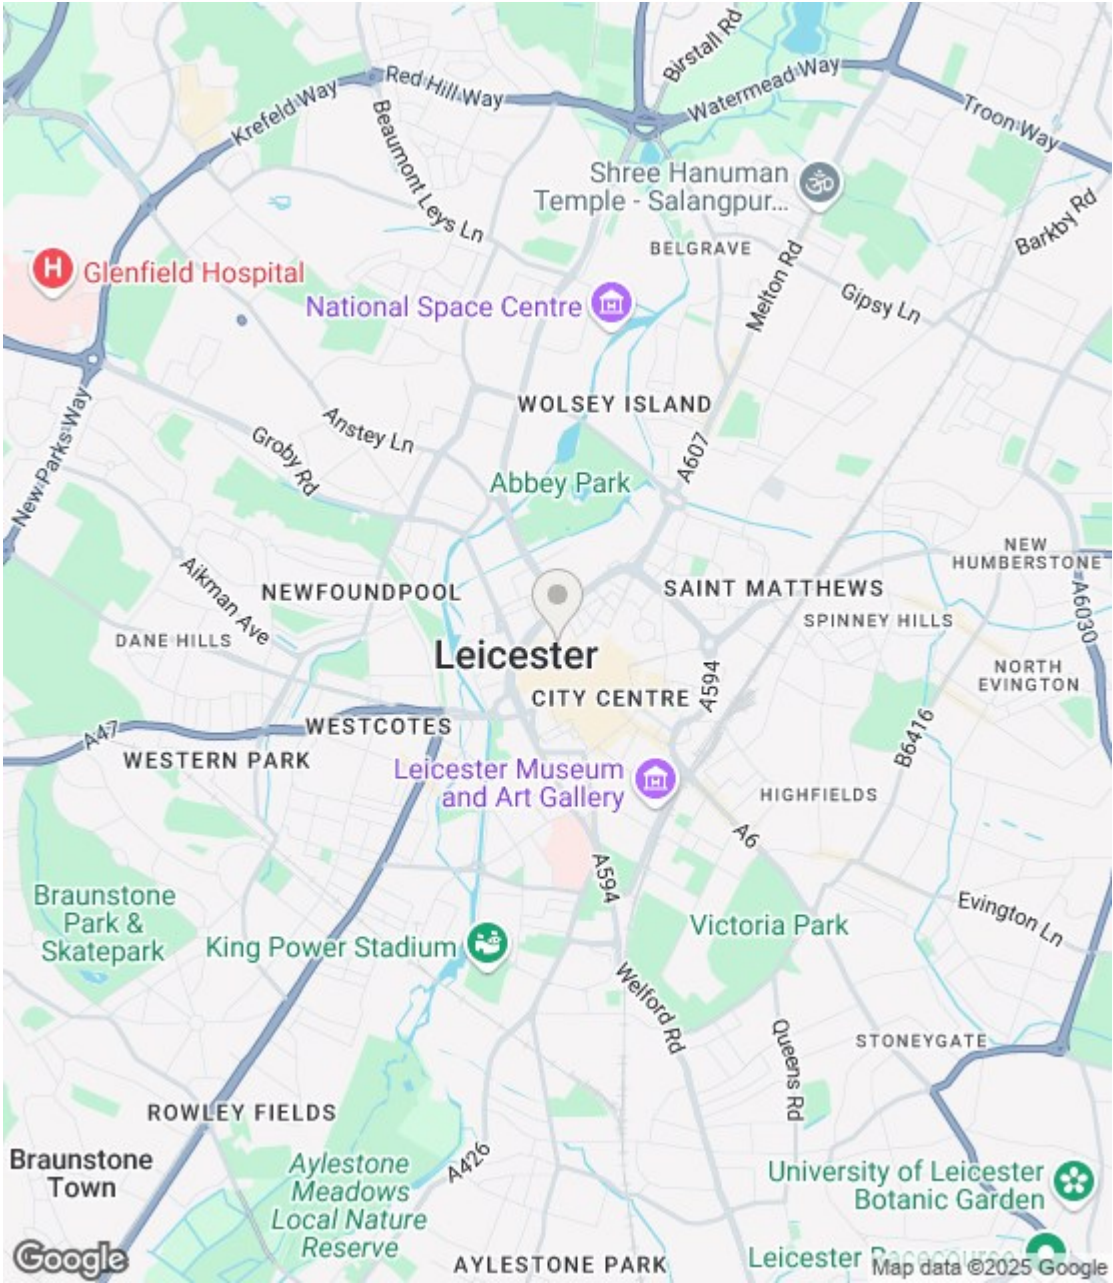 Birstall Rd
Red Hill Way
Watermead Way
Krefeld Way
Troon Way
Beaumont Leys Ln
Shree Hanuman
Temple - Salangpur...
Barkby Rd
BELGRAVE
Glenfield Hospital
Melton Rd
Gipsy Ln
National Space Centre
WOLSEY ISLAND
New Parks Way
Anstey Ln
Groby Rd
A607
Abbey Park
NEW
HUMBERSTONE
Aikman Ave
NEWFOUNDPOOL
SAINT MATTHEWS
A6030
SPINNEY HILLS
DANE HILLS
Leicester
NORTH
EVINGTON
A594
CITY CENTRE
WESTCOTES
A47
B6416
WESTERN PARK
Leicester Museum
and Art Gallery
HIGHFIELDS
A6
A594
Braunstone
Park &
Skatepark
Evington Ln
Victoria Park
King Power Stadium
Welford Rd
Queens Rd
STONEYGATE
ROWLEY FIELDS
Braunstone
Town
A426
Aylestone
Meadows
Local Nature
Reserve
University of Leicester
Botanic Garden
AYLESTONE PARK
Leicester Racecourse
Google
Map data ©2025 Google